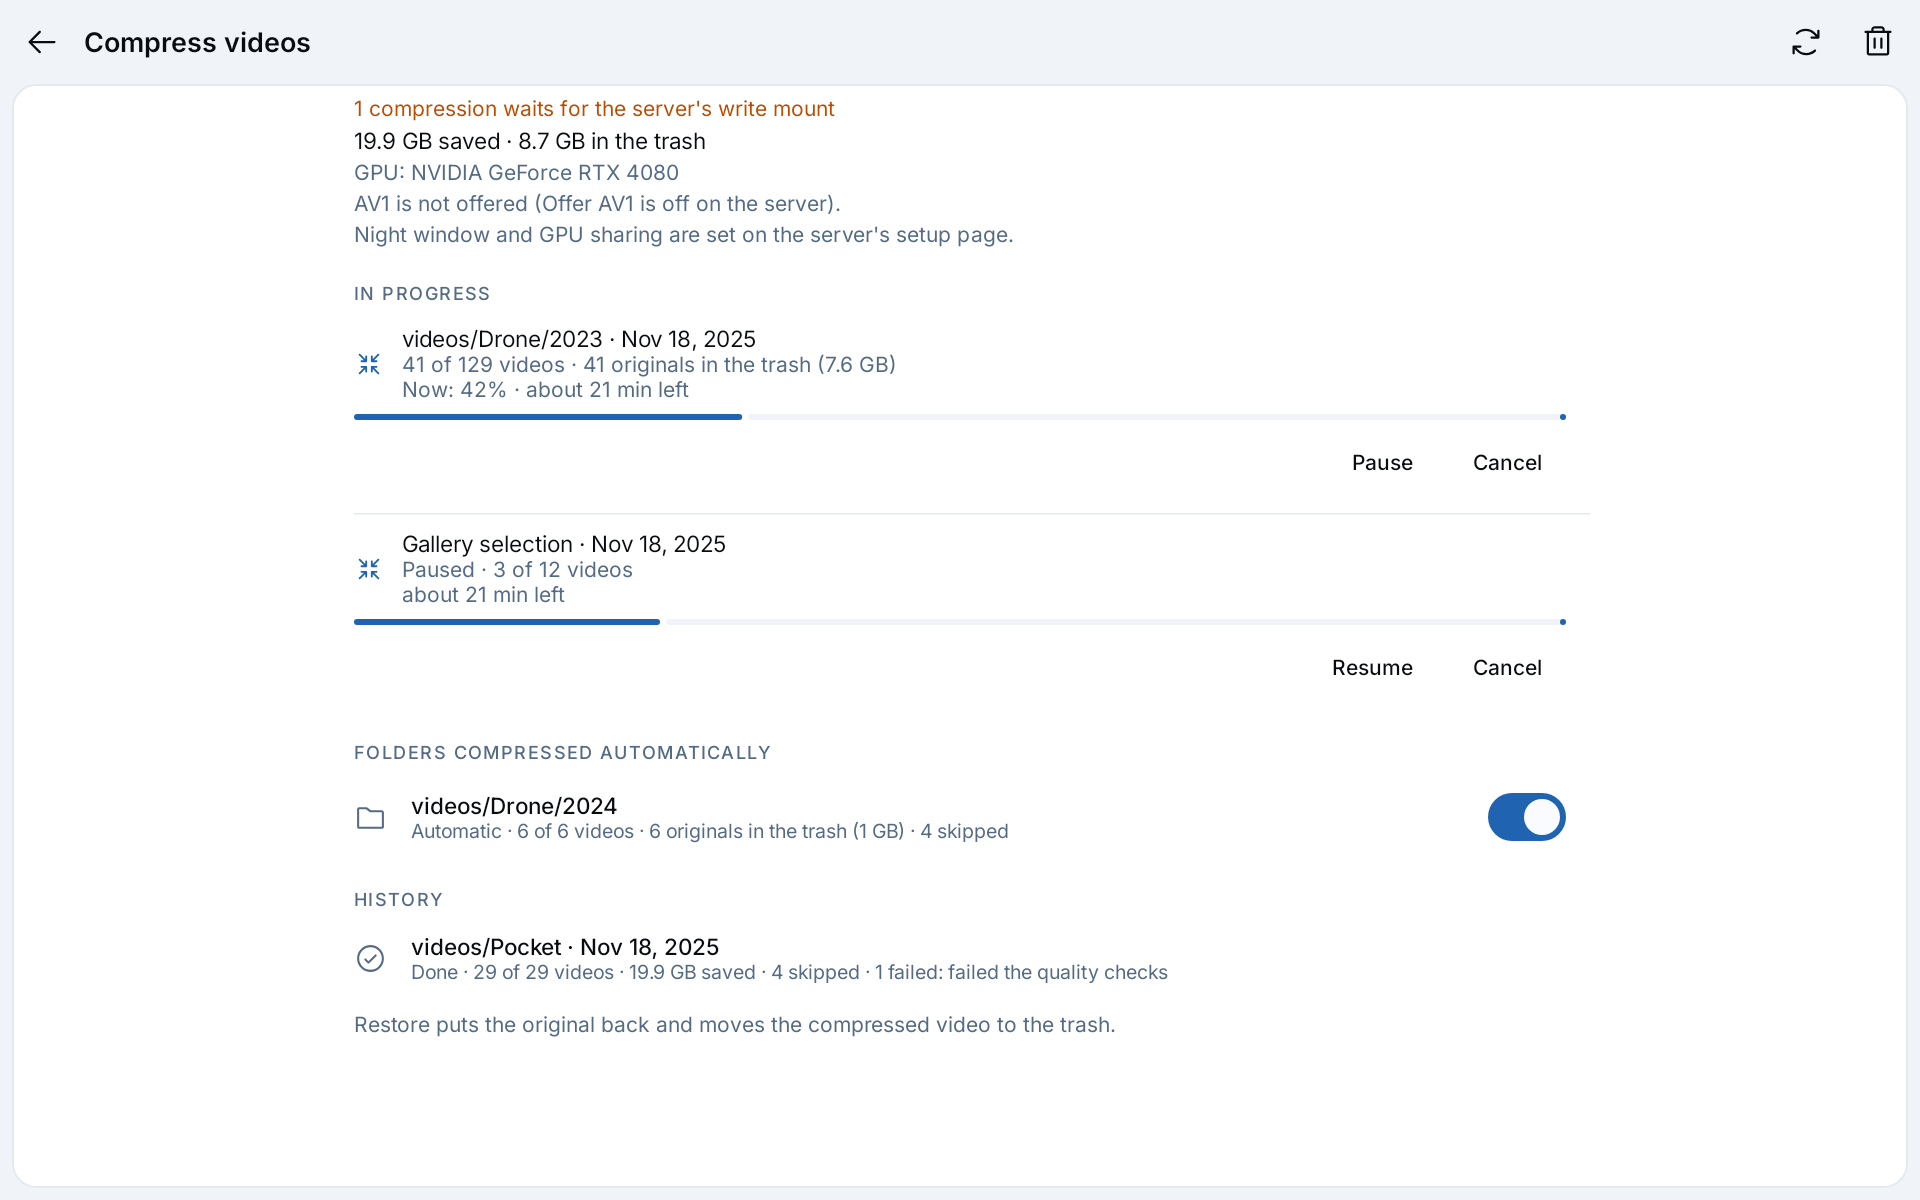 Compress videos
1 compression waits for the server's write mount
19.9 GB saved · 8.7 GB in the trash
GPU: NVIDIA GeForce RTX 4080
AV1 is not offered (Offer AV1 is off on the server).
Night window and GPU sharing are set on the server's setup page.
IN PROGRESS
videos/Drone/2023 · Nov 18, 2025
41 of 129 videos · 41 originals in the trash (7.6 GB)
Now: 42% · about 21 min left
Pause Cancel
Gallery selection · Nov 18, 2025
Paused · 3 of 12 videos
about 21 min left
Resume Cancel
FOLDERS COMPRESSED AUTOMATICALLY
videos/Drone/2024
Automatic · 6 of 6 videos · 6 originals in the trash (1 GB) · 4 skipped
HISTORY
videos/Pocket · Nov 18, 2025
Done · 29 of 29 videos · 19.9 GB saved · 4 skipped · 1 failed: failed the quality checks
Restore puts the original back and moves the compressed video to the trash.